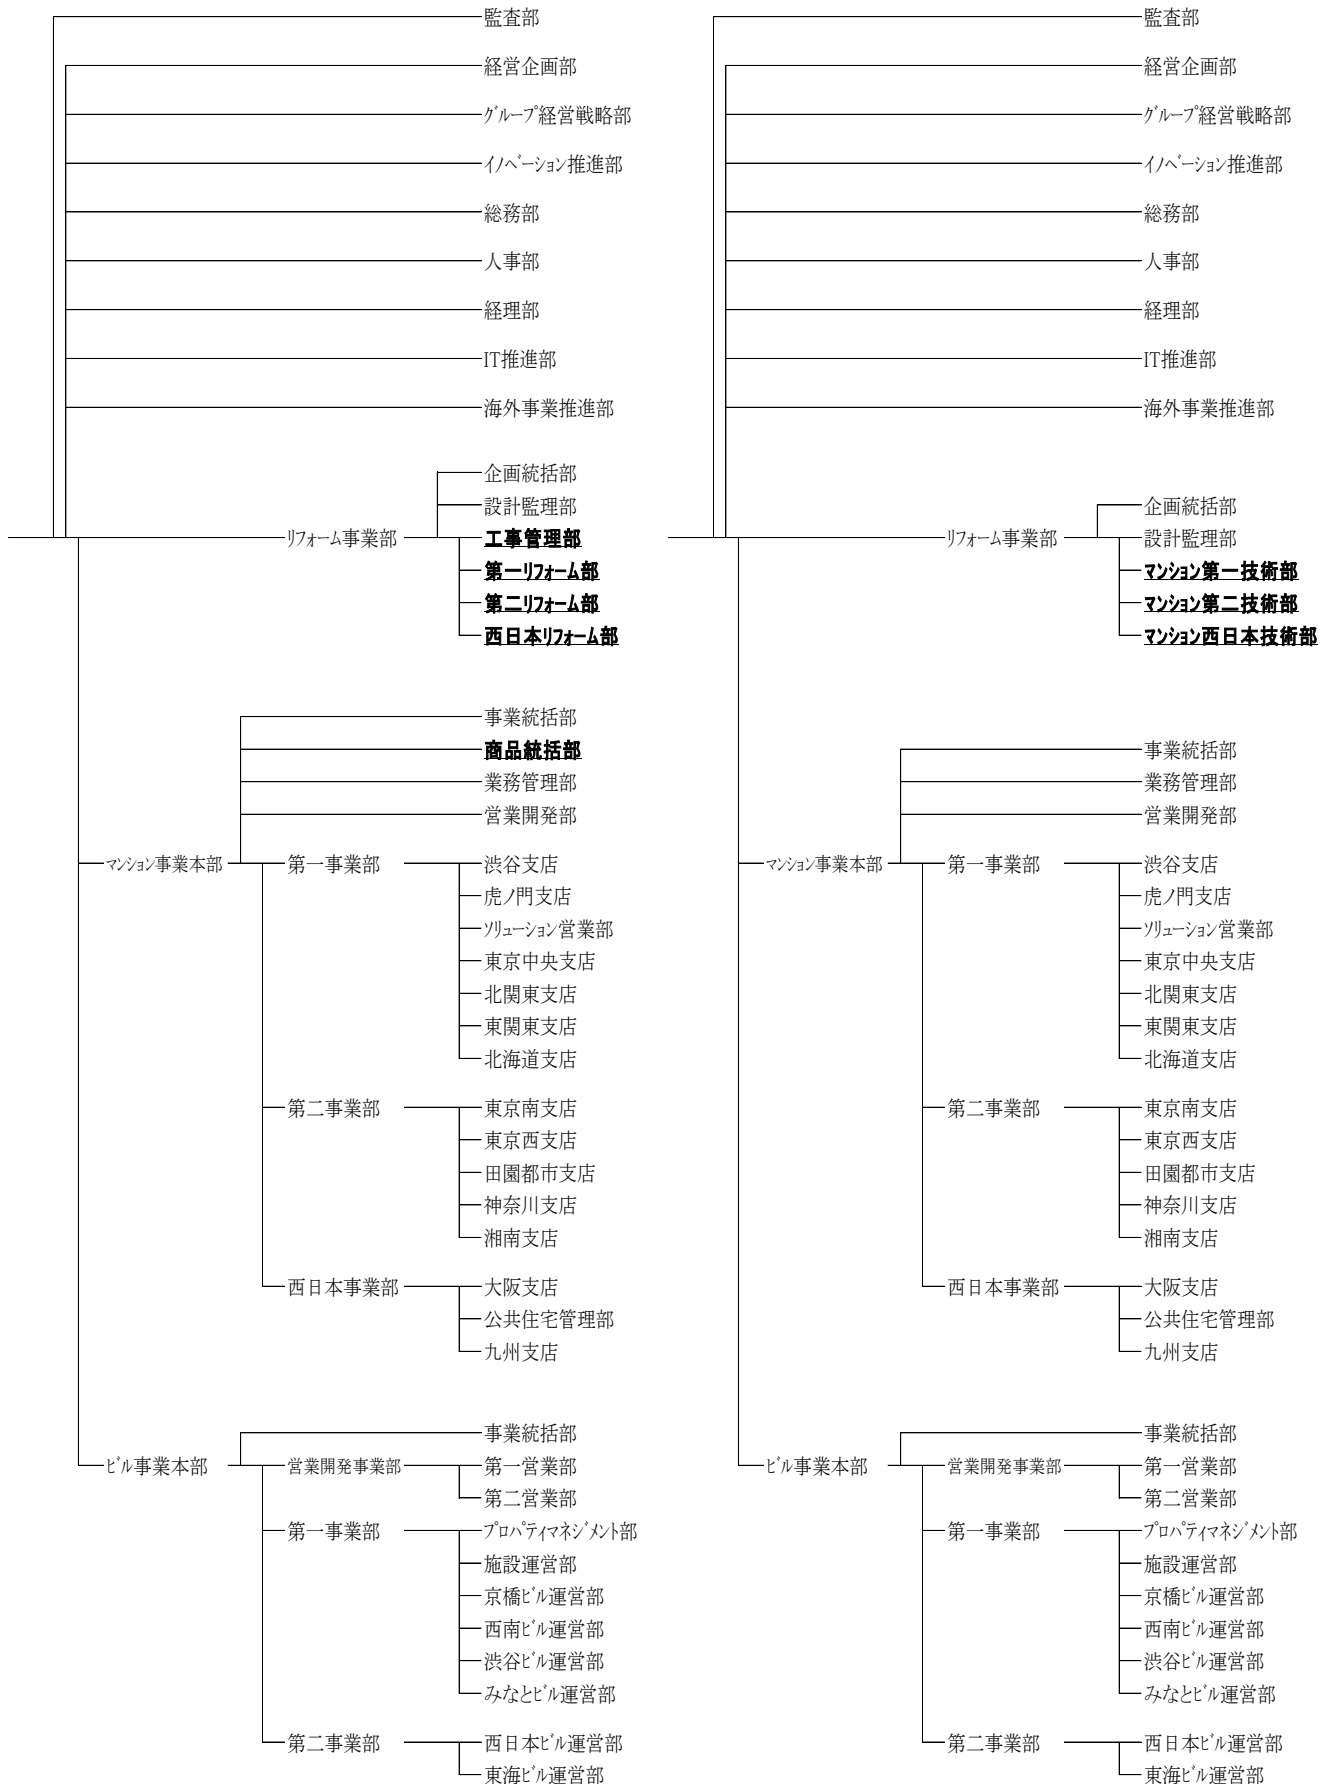 監査部
経営企画部
グループ経営戦略部
イノベーション推進部
総務部
人事部
経理部
IT推進部
海外事業推進部
企画統括部
設計監理部
リフォーム事業部
工事管理部
第一リフォーム部
第二リフォーム部
西日本リフォーム部
事業統括部
商品統括部
業務管理部
営業開発部
マンション事業本部
第一事業部
渋谷支店
虎ノ門支店
ソリューション営業部
東京中央支店
北関東支店
東関東支店
北海道支店
第二事業部
東京南支店
東京西支店
田園都市支店
神奈川支店
湘南支店
西日本事業部
大阪支店
公共住宅管理部
九州支店
事業統括部
ビル事業本部
営業開発事業部
第一営業部
第二営業部
第一事業部
プロパティマネジメント部
施設運営部
京橋ビル運営部
西南ビル運営部
渋谷ビル運営部
みなとビル運営部
第二事業部
西日本ビル運営部
東海ビル運営部
監査部
経営企画部
グループ経営戦略部
イノベーション推進部
総務部
人事部
経理部
IT推進部
海外事業推進部
企画統括部
リフォーム事業部
設計監理部
マンション第一技術部
マンション第二技術部
マンション西日本技術部
事業統括部
業務管理部
営業開発部
マンション事業本部
第一事業部
渋谷支店
虎ノ門支店
ソリューション営業部
東京中央支店
北関東支店
東関東支店
北海道支店
第二事業部
東京南支店
東京西支店
田園都市支店
神奈川支店
湘南支店
西日本事業部
大阪支店
公共住宅管理部
九州支店
事業統括部
ビル事業本部
営業開発事業部
第一営業部
第二営業部
第一事業部
プロパティマネジメント部
施設運営部
京橋ビル運営部
西南ビル運営部
渋谷ビル運営部
みなとビル運営部
第二事業部
西日本ビル運営部
東海ビル運営部